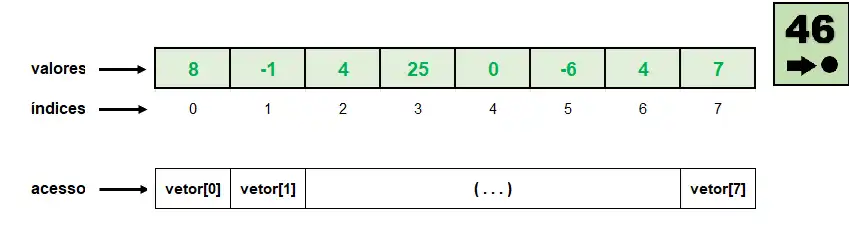 46
valores 8 -1 4 25 0 -6 4 7
índices 0 1 2 3 4 5 6 7
acesso vetor[0] vetor[1] (...) vetor[7]